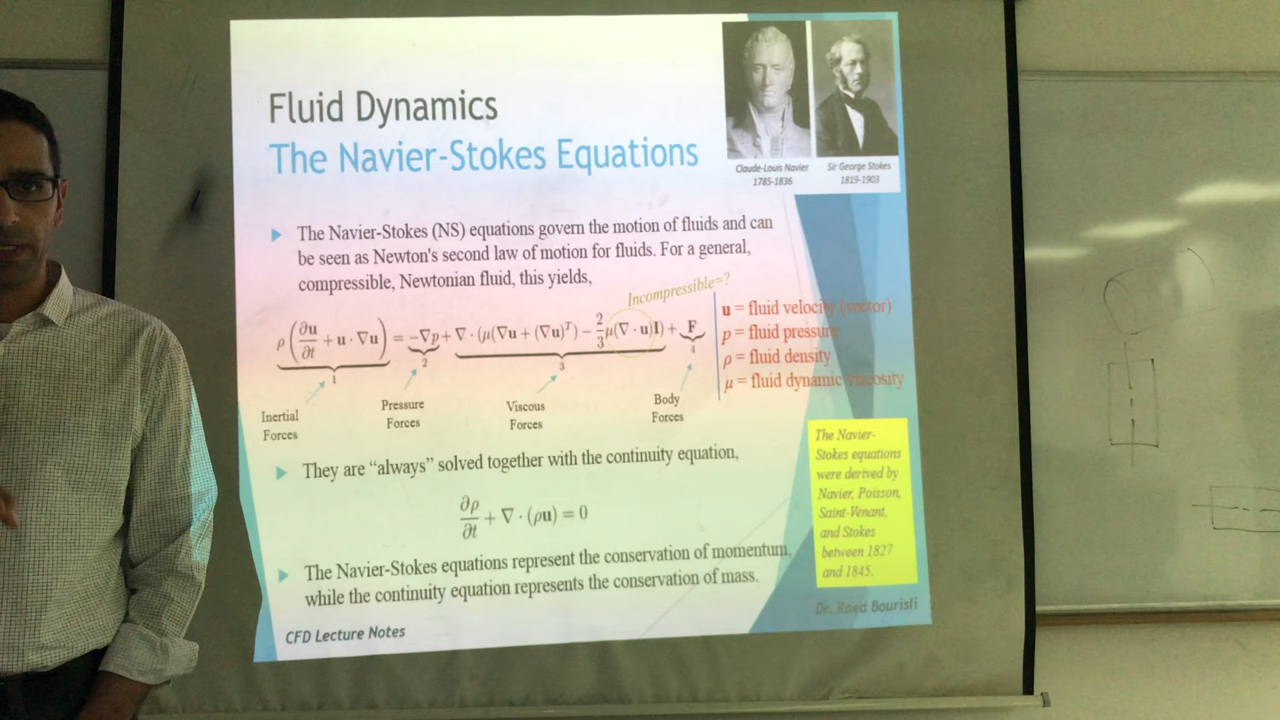 Fluid Dynamics
The Navier-Stokes Equations
Claude-Louis Navier
1785-1836
Sir George Stokes
1819-1903
The Navier-Stokes (NS) equations govern the motion of fluids and can
be seen as Newton's second law of motion for fluids. For a general,
compressible, Newtonian fluid, this yields,
Incompressible=?
ρ(∂u/∂t + u · ∇u) = −∇p + ∇ · (μ(∇u + (∇u)ᵀ) − 2/3 μ(∇ · u)I) + F
1 2 3 4
Inertial
Forces
Pressure
Forces
Viscous
Forces
Body
Forces
u = fluid velocity (vector)
p = fluid pressure
ρ = fluid density
μ = fluid dynamic viscosity
They are “always” solved together with the continuity equation,
∂ρ/∂t + ∇ · (ρu) = 0
The Navier-Stokes equations represent the conservation of momentum,
while the continuity equation represents the conservation of mass.
The Navier-
Stokes equations
were derived by
Navier, Poisson,
Saint-Venant,
and Stokes
between 1827
and 1845.
CFD Lecture Notes
Dr. Raed Bourisli